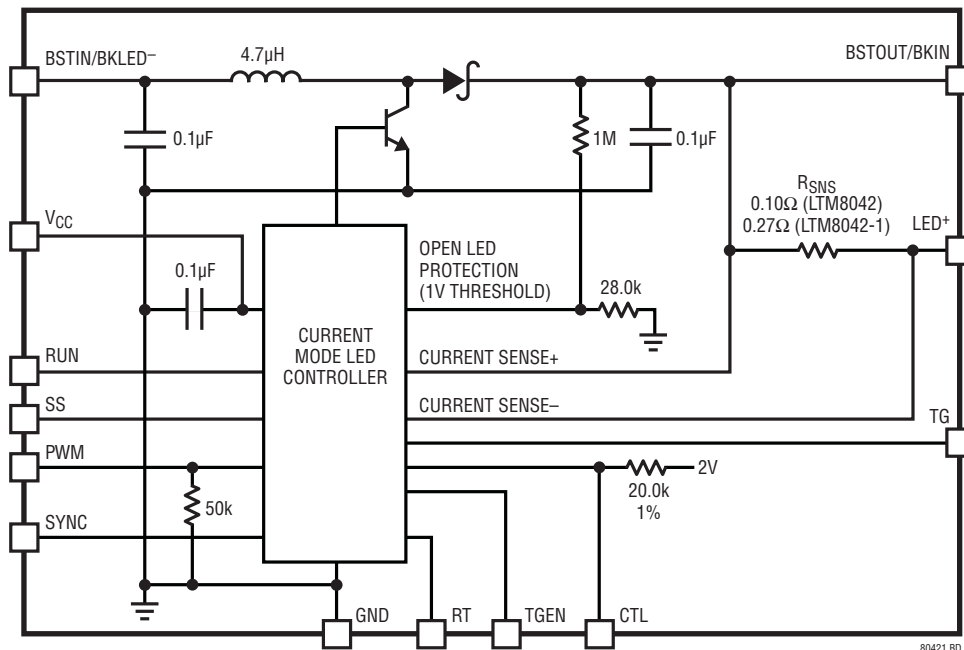 BSTIN/BKLED–
4.7µH
BSTOUT/BKIN
0.1µF
1M
0.1µF
RSNS
0.10Ω (LTM8042)
0.27Ω (LTM8042-1)
LED+
VCC
0.1µF
OPEN LED
PROTECTION
(1V THRESHOLD)
28.0k
CURRENT
MODE LED
CONTROLLER
RUN
CURRENT SENSE+
SS
CURRENT SENSE–
TG
PWM
2V
20.0k
1%
50k
SYNC
GND
RT
TGEN
CTL
80421 BD